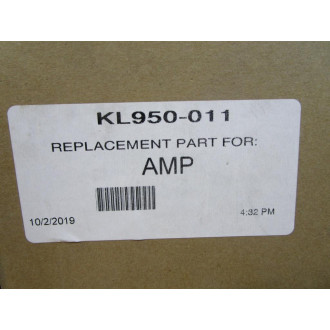 KL950-011
REPLACEMENT PART FOR:
AMP
10/2/2019 4:32 PM